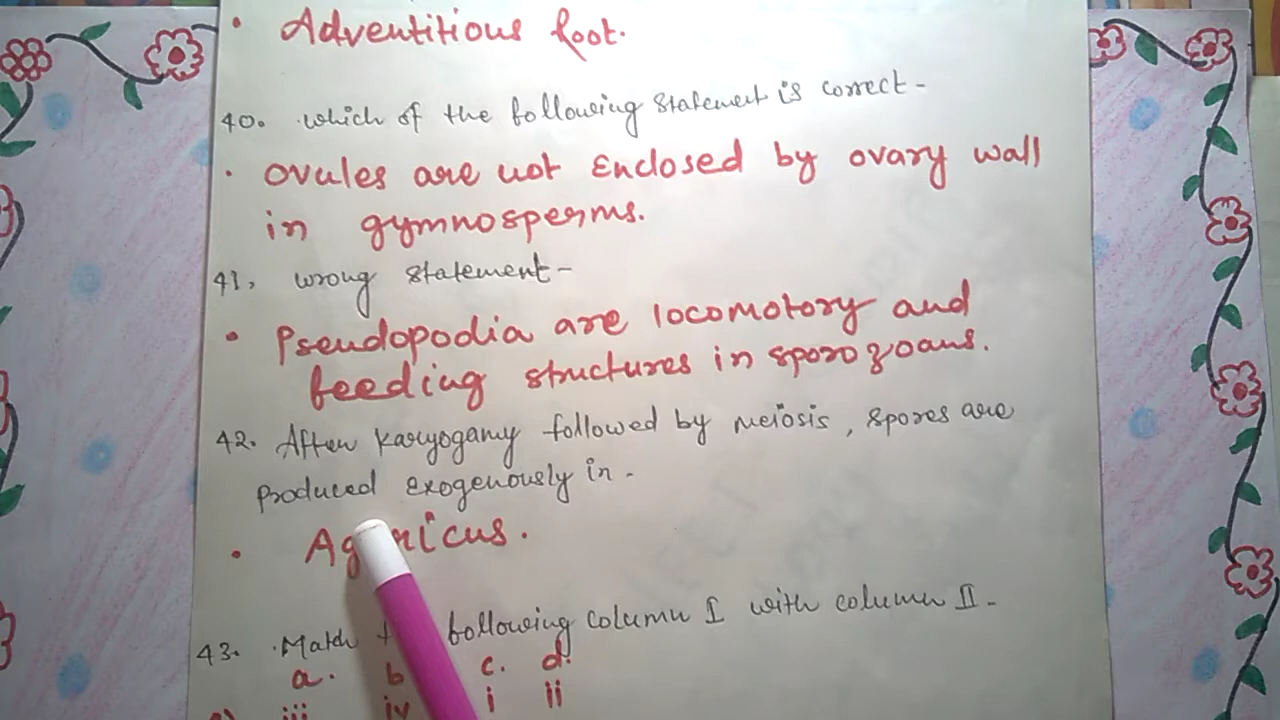 • Adventitious Root.
40. which of the following statement is correct -
• ovules are not enclosed by ovary wall
in gymnosperms.
41. wrong statement -
• Pseudopodia are locomotory and
feeding structures in sporozoans.
42. After Karyogamy followed by meiosis, spores are
produced exogenously in -
• Agaricus.
43. Match following column I with column II -
a. b c. d.
iii iv i ii